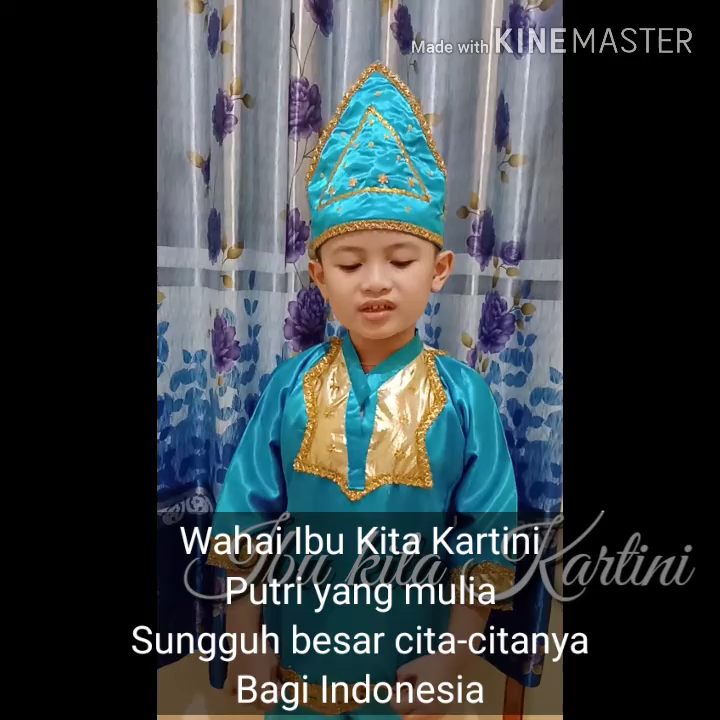 Made with KINEMASTER
Wahai Ibu Kita Kartini
Ibu kita Kartini
Putri yang mulia
Sungguh besar cita-citanya
Bagi Indonesia